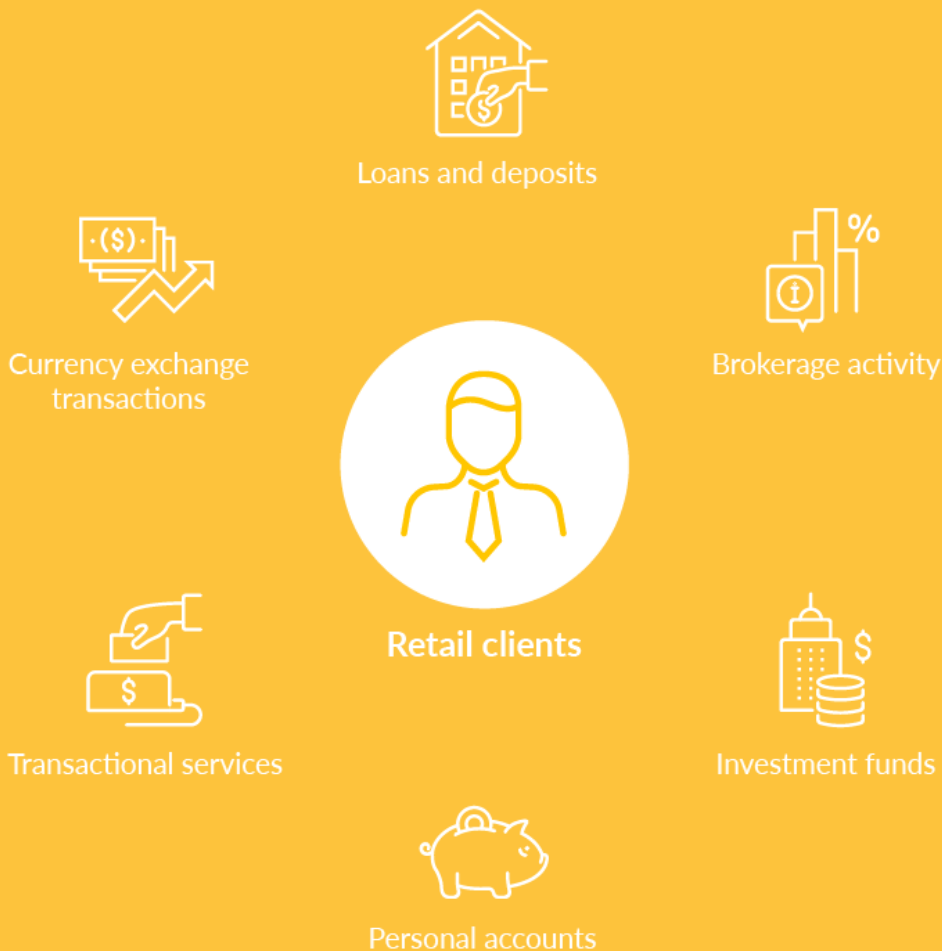 Loans and deposits
($)
%
Currency exchange
transactions
Brokerage activity
Retail clients
$
$
Transactional services
Investment funds
Personal accounts